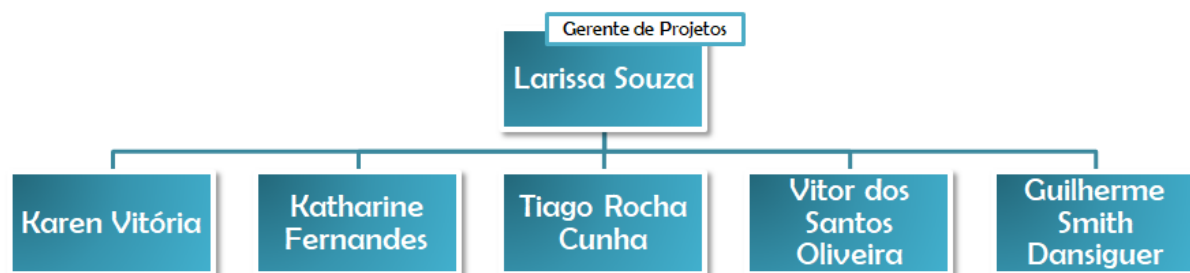 Gerente de Projetos
Larissa Souza
Karen Vitória
Katharine
Fernandes
Tiago Rocha
Cunha
Vitor dos
Santos
Oliveira
Guilherme
Smith
Dansiguer